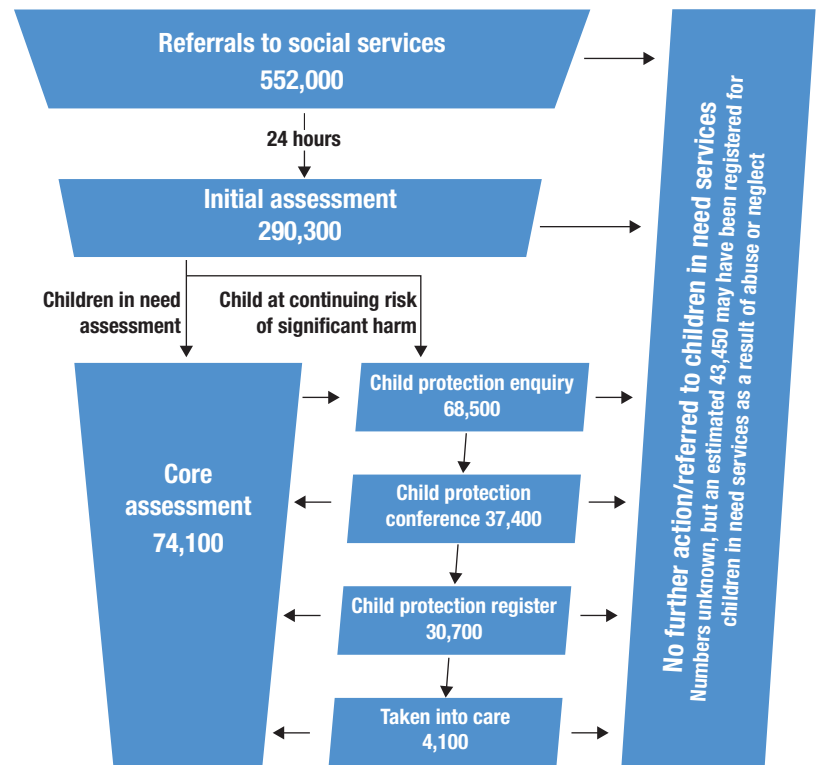 Referrals to social services
552,000
24 hours
Initial assessment
290,300
Children in need
assessment
Child at continuing risk
of significant harm
Core
assessment
74,100
Child protection enquiry
68,500
Child protection
conference 37,400
Child protection register
30,700
Taken into care
4,100
No further action/referred to children in need services
Numbers unknown, but an estimated 43,450 may have been registered for
children in need services as a result of abuse or neglect